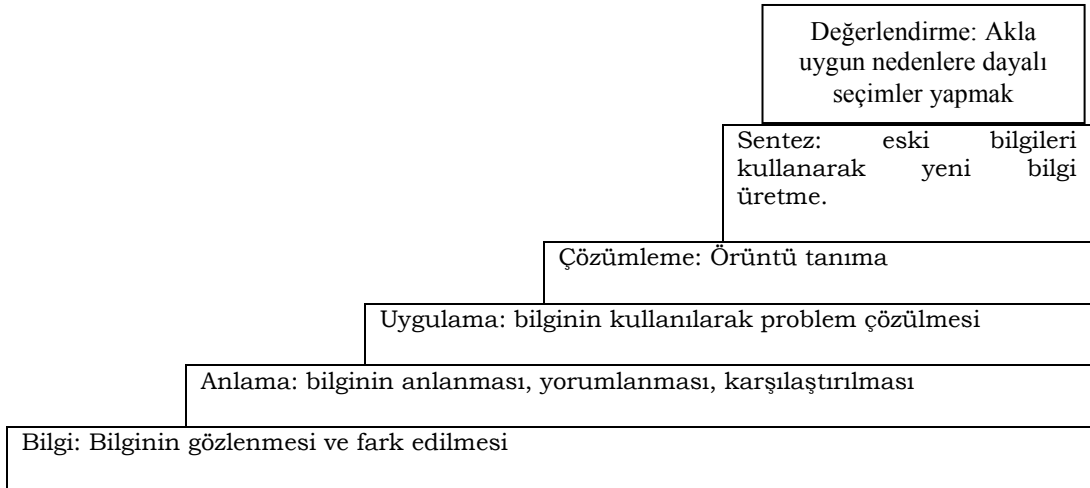 Değerlendirme: Akla
uygun nedenlere dayalı
seçimler yapmak
Sentez: eski bilgileri
kullanarak yeni bilgi
üretme.
Çözümleme: Örüntü tanıma
Uygulama: bilginin kullanılarak problem çözülmesi
Anlama: bilginin anlanması, yorumlanması, karşılaştırılması
Bilgi: Bilginin gözlenmesi ve fark edilmesi